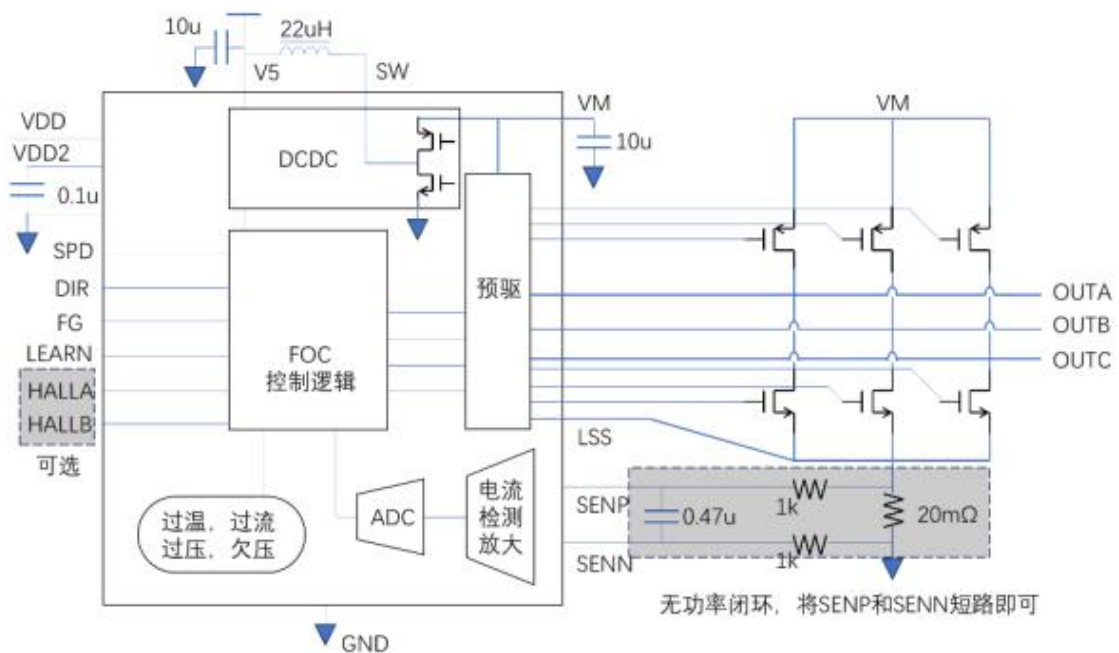 10u
22uH
V5
SW
VDD
VDD2
0.1u
DCDC
VM
10u
VM
SPD
DIR
FG
LEARN
HALLA
HALLB
可选
FOC
控制逻辑
预驱
OUTA
OUTB
OUTC
LSS
过温，过流
过压，欠压
ADC
电流
检测
放大
SENP
SENN
0.47u
1k
1k
20mΩ
无功率闭环，将SENP和SENN短路即可
GND